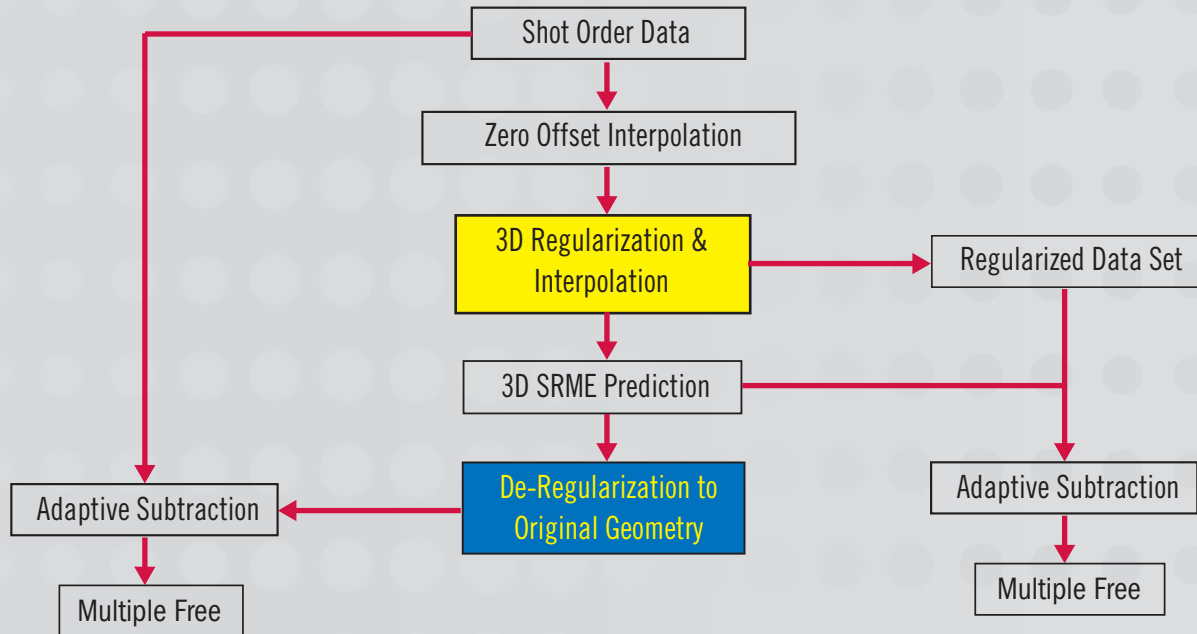 Shot Order Data
Zero Offset Interpolation
3D Regularization &
Interpolation
Regularized Data Set
3D SRME Prediction
Adaptive Subtraction
De-Regularization to
Original Geometry
Adaptive Subtraction
Multiple Free
Multiple Free